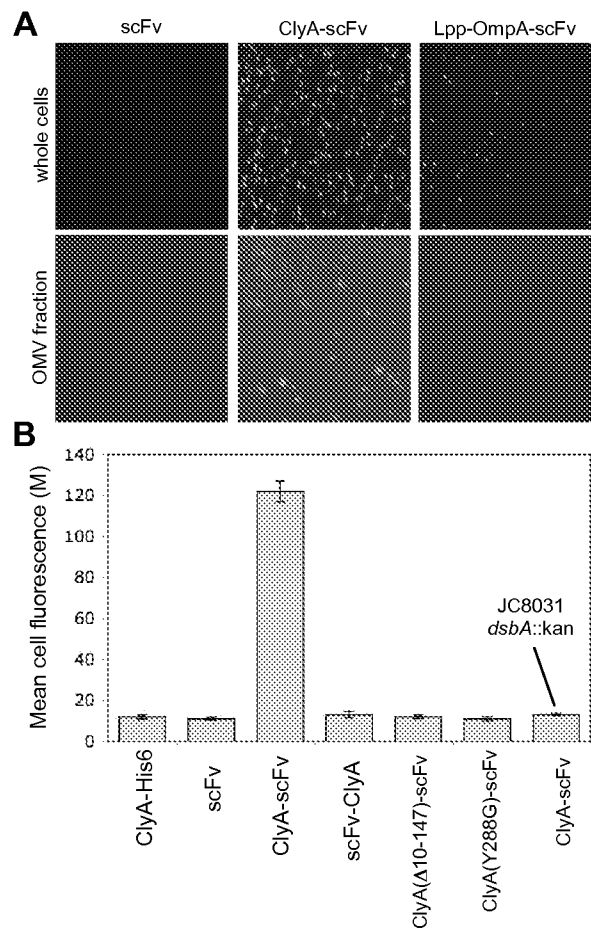 A
scFv
ClyA-scFv
Lpp-OmpA-scFv
whole cells
OMV fraction
B
Mean cell fluorescence (M)
140
120
100
80
60
40
20
0
JC8031
dsbA::kan
ClyA-His6
scFv
ClyA-scFv
scFv-ClyA
ClyA(Δ10-147)-scFv
ClyA(Y288G)-scFv
ClyA-scFv